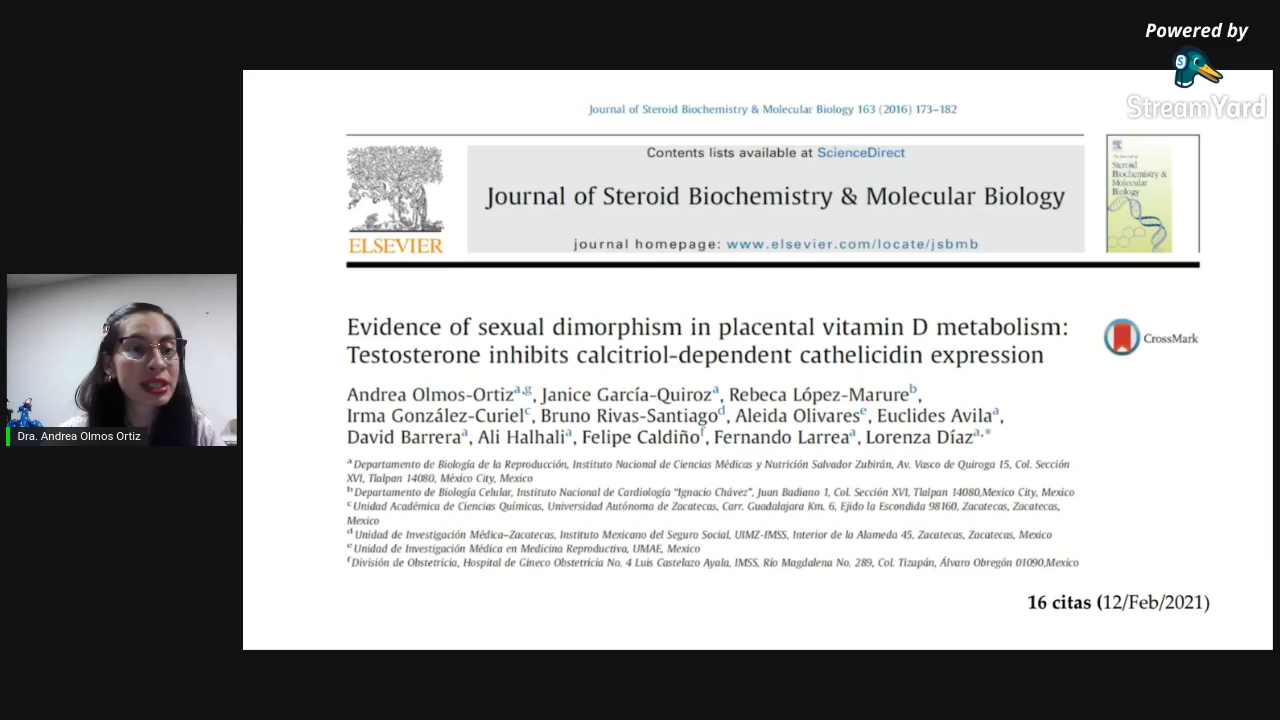 Powered by
StreamYard
Journal of Steroid Biochemistry & Molecular Biology 163 (2016) 173–182
Contents lists available at ScienceDirect
Journal of Steroid Biochemistry & Molecular Biology
journal homepage: www.elsevier.com/locate/jsbmb
ELSEVIER
Steroid
Biochemistry &
Molecular
Biology
Evidence of sexual dimorphism in placental vitamin D metabolism:
Testosterone inhibits calcitriol-dependent cathelicidin expression
CrossMark
Andrea Olmos-Ortiz a,g, Janice García-Quiroz a, Rebeca López-Marure b,
Irma González-Curiel c, Bruno Rivas-Santiago d, Aleida Olivares e, Euclides Avila a,
David Barrera a, Ali Halhali a, Felipe Caldiño f, Fernando Larrea a, Lorenza Díaz a,*
a Departamento de Biología de la Reproducción, Instituto Nacional de Ciencias Médicas y Nutrición Salvador Zubirán, Av. Vasco de Quiroga 15, Col. Sección
XVI, Tlalpan 14080, México City, Mexico
b Departamento de Biología Celular, Instituto Nacional de Cardiología "Ignacio Chávez", Juan Badiano 1, Col. Sección XVI, Tlalpan 14080,Mexico City, Mexico
c Unidad Académica de Ciencias Químicas, Universidad Autónoma de Zacatecas, Carr. Guadalajara Km. 6, Ejido la Escondida 98160, Zacatecas, Zacatecas,
Mexico
d Unidad de Investigación Médica–Zacatecas, Instituto Mexicano del Seguro Social, UIMZ-IMSS, Interior de la Alameda 45, Zacatecas, Zacatecas, Mexico
e Unidad de Investigación Médica en Medicina Reproductiva, UMAE, Mexico
f División de Obstetricia, Hospital de Gineco Obstetricia No. 4 Luis Castelazo Ayala, IMSS, Río Magdalena No. 289, Col. Tizapán, Álvaro Obregón 01090,Mexico
16 citas (12/Feb/2021)
Dra. Andrea Olmos Ortiz